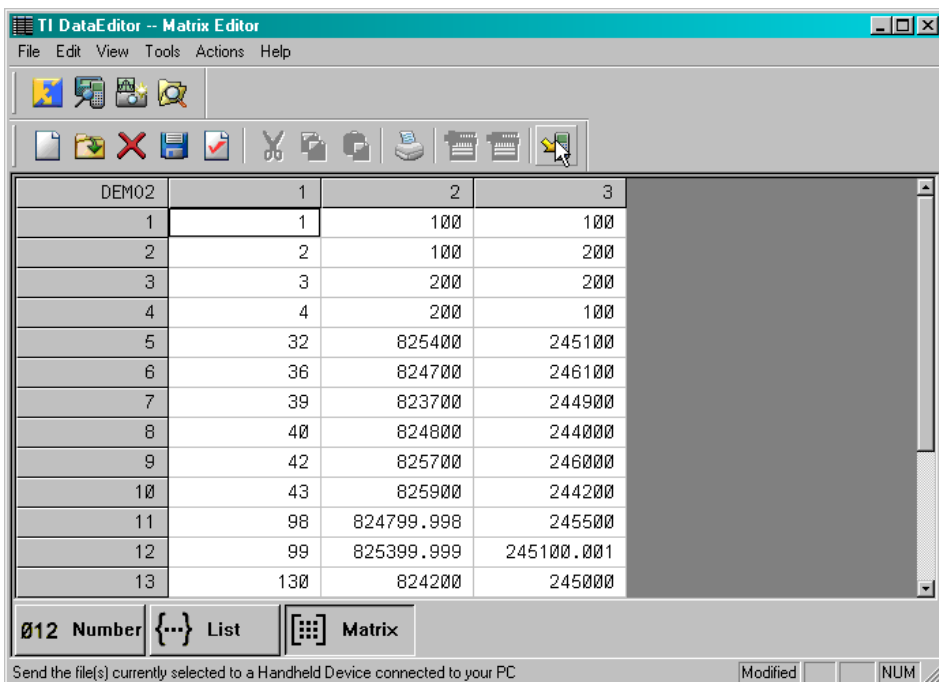 TI DataEditor -- Matrix Editor
File Edit View Tools Actions Help
DEMO2 1 2 3
1 1 100 100
2 2 100 200
3 3 200 200
4 4 200 100
5 32 825400 245100
6 36 824700 246100
7 39 823700 244900
8 40 824800 244000
9 42 825700 246000
10 43 825900 244200
11 98 824799.998 245500
12 99 825399.999 245100.001
13 130 824200 245000
012 Number {...} List Matrix
Send the file(s) currently selected to a Handheld Device connected to your PC Modified NUM